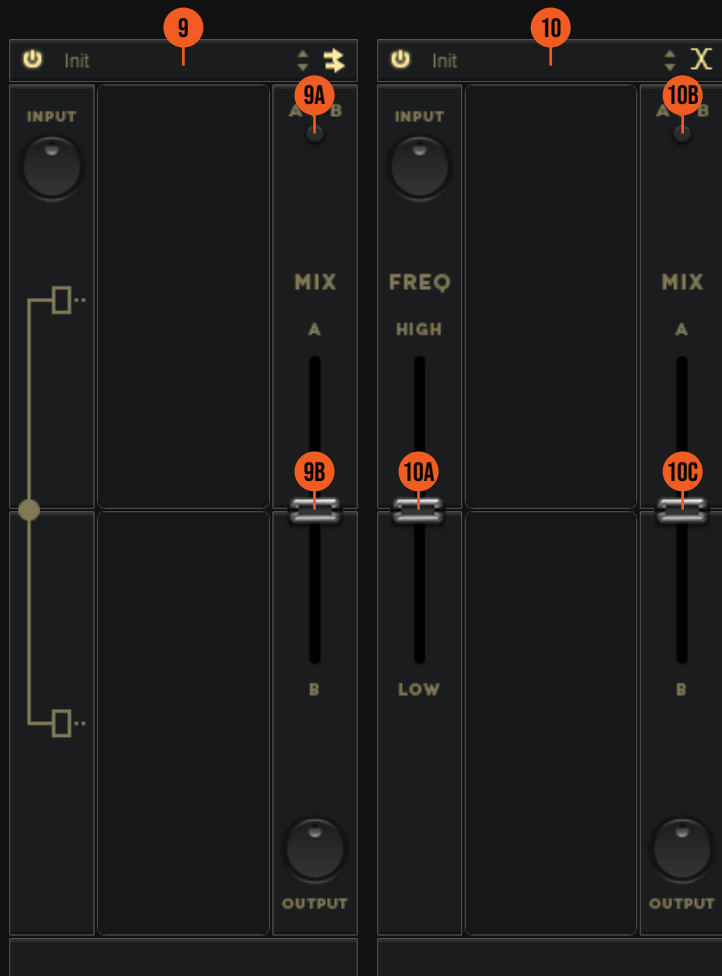 9
Init
9A
A B
INPUT
MIX
A
9B
B
OUTPUT
10
Init
10B
A B
INPUT
FREQ
MIX
HIGH
A
10A
10C
LOW
B
OUTPUT